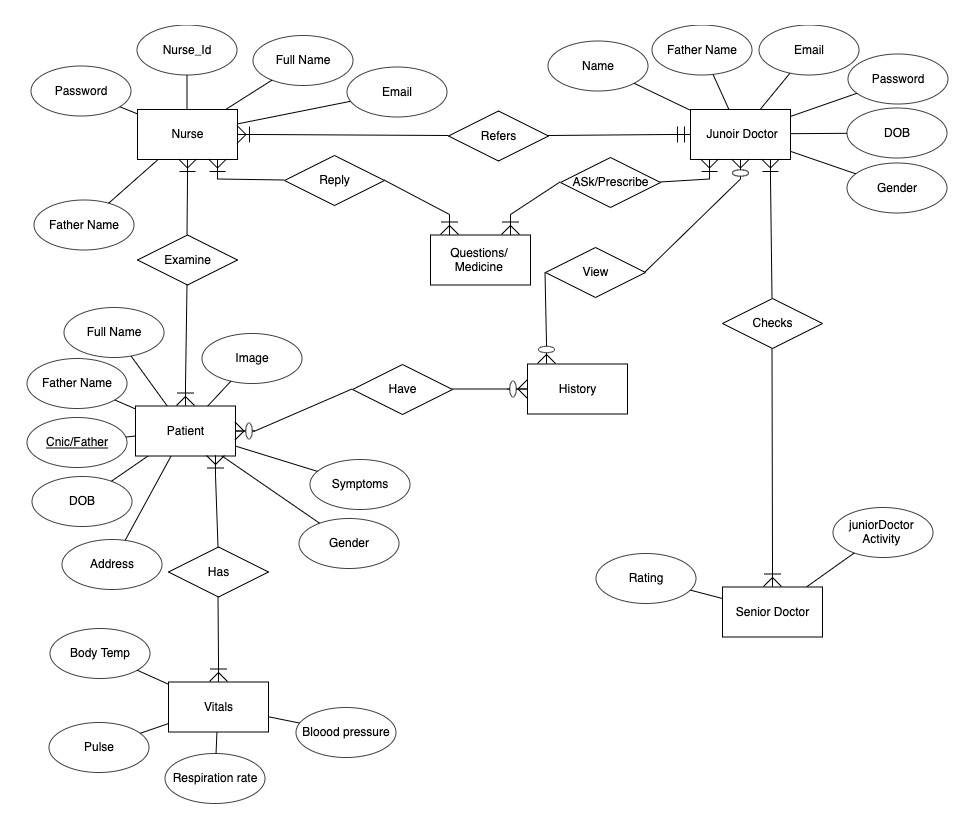 Nurse_Id
Full Name
Password
Email
Nurse
Father Name
Name
Father Name
Email
Password
Junoir Doctor
DOB
Gender
Refers
Reply
ASk/Prescribe
Questions/
Medicine
Examine
View
Checks
Full Name
Image
Father Name
Cnic/Father
Patient
DOB
Address
Symptoms
Gender
Have
History
Has
juniorDoctor
Activity
Rating
Senior Doctor
Body Temp
Vitals
Pulse
Bloood pressure
Respiration rate